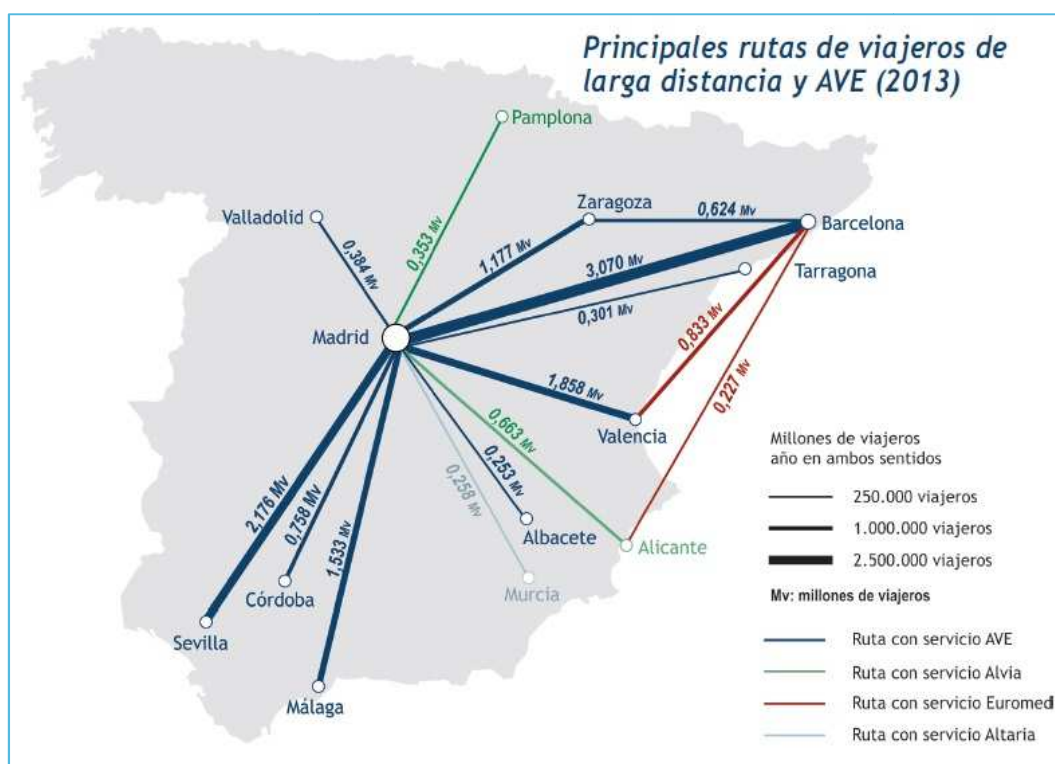 Principales rutas de viajeros de
larga distancia y AVE (2013)
Pamplona
Valladolid
Zaragoza
0,624 Mv
Barcelona
0,384 Mv
0,353 Mv
1,177 Mv
3,070 Mv
Tarragona
0,301 Mv
Madrid
0,833 Mv
1,858 Mv
0,227 Mv
Valencia
0,663 Mv
0,253 Mv
0,258 Mv
2,176 Mv
0,758 Mv
1,533 Mv
Albacete
Alicante
Murcia
Córdoba
Sevilla
Málaga
Millones de viajeros
año en ambos sentidos
250.000 viajeros
1.000.000 viajeros
2.500.000 viajeros
Mv: millones de viajeros
Ruta con servicio AVE
Ruta con servicio Alvia
Ruta con servicio Euromed
Ruta con servicio Altaria